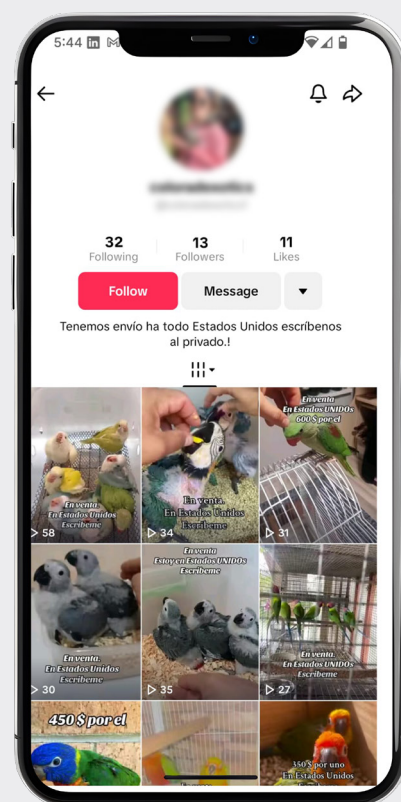 5:44
32
Following
13
Followers
11
Likes
Follow
Message
Tenemos envío ha todo Estados Unidos escríbenos
al privado.!
En venta.
En Estados Unidos
Escribeme
58
En venta.
En Estados Unidos
Escribeme
34
En venta
En Estados UNIDOs
600 $ por el
31
En venta.
En Estados Unidos
Escribeme
30
En venta
Estoy en Estados UNIDOs
Escribeme
35
En venta.
En Estados Unidos
Escribeme
27
450 $ por el
350$ por uno
En Estados Unidos